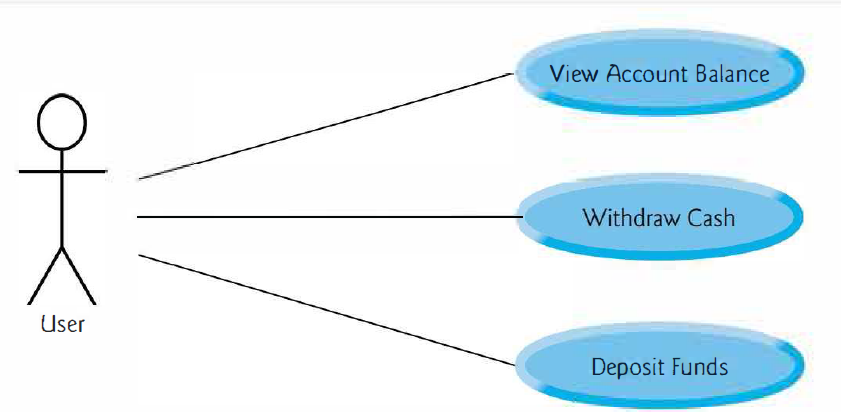 View Account Balance
Withdraw Cash
User
Deposit Funds